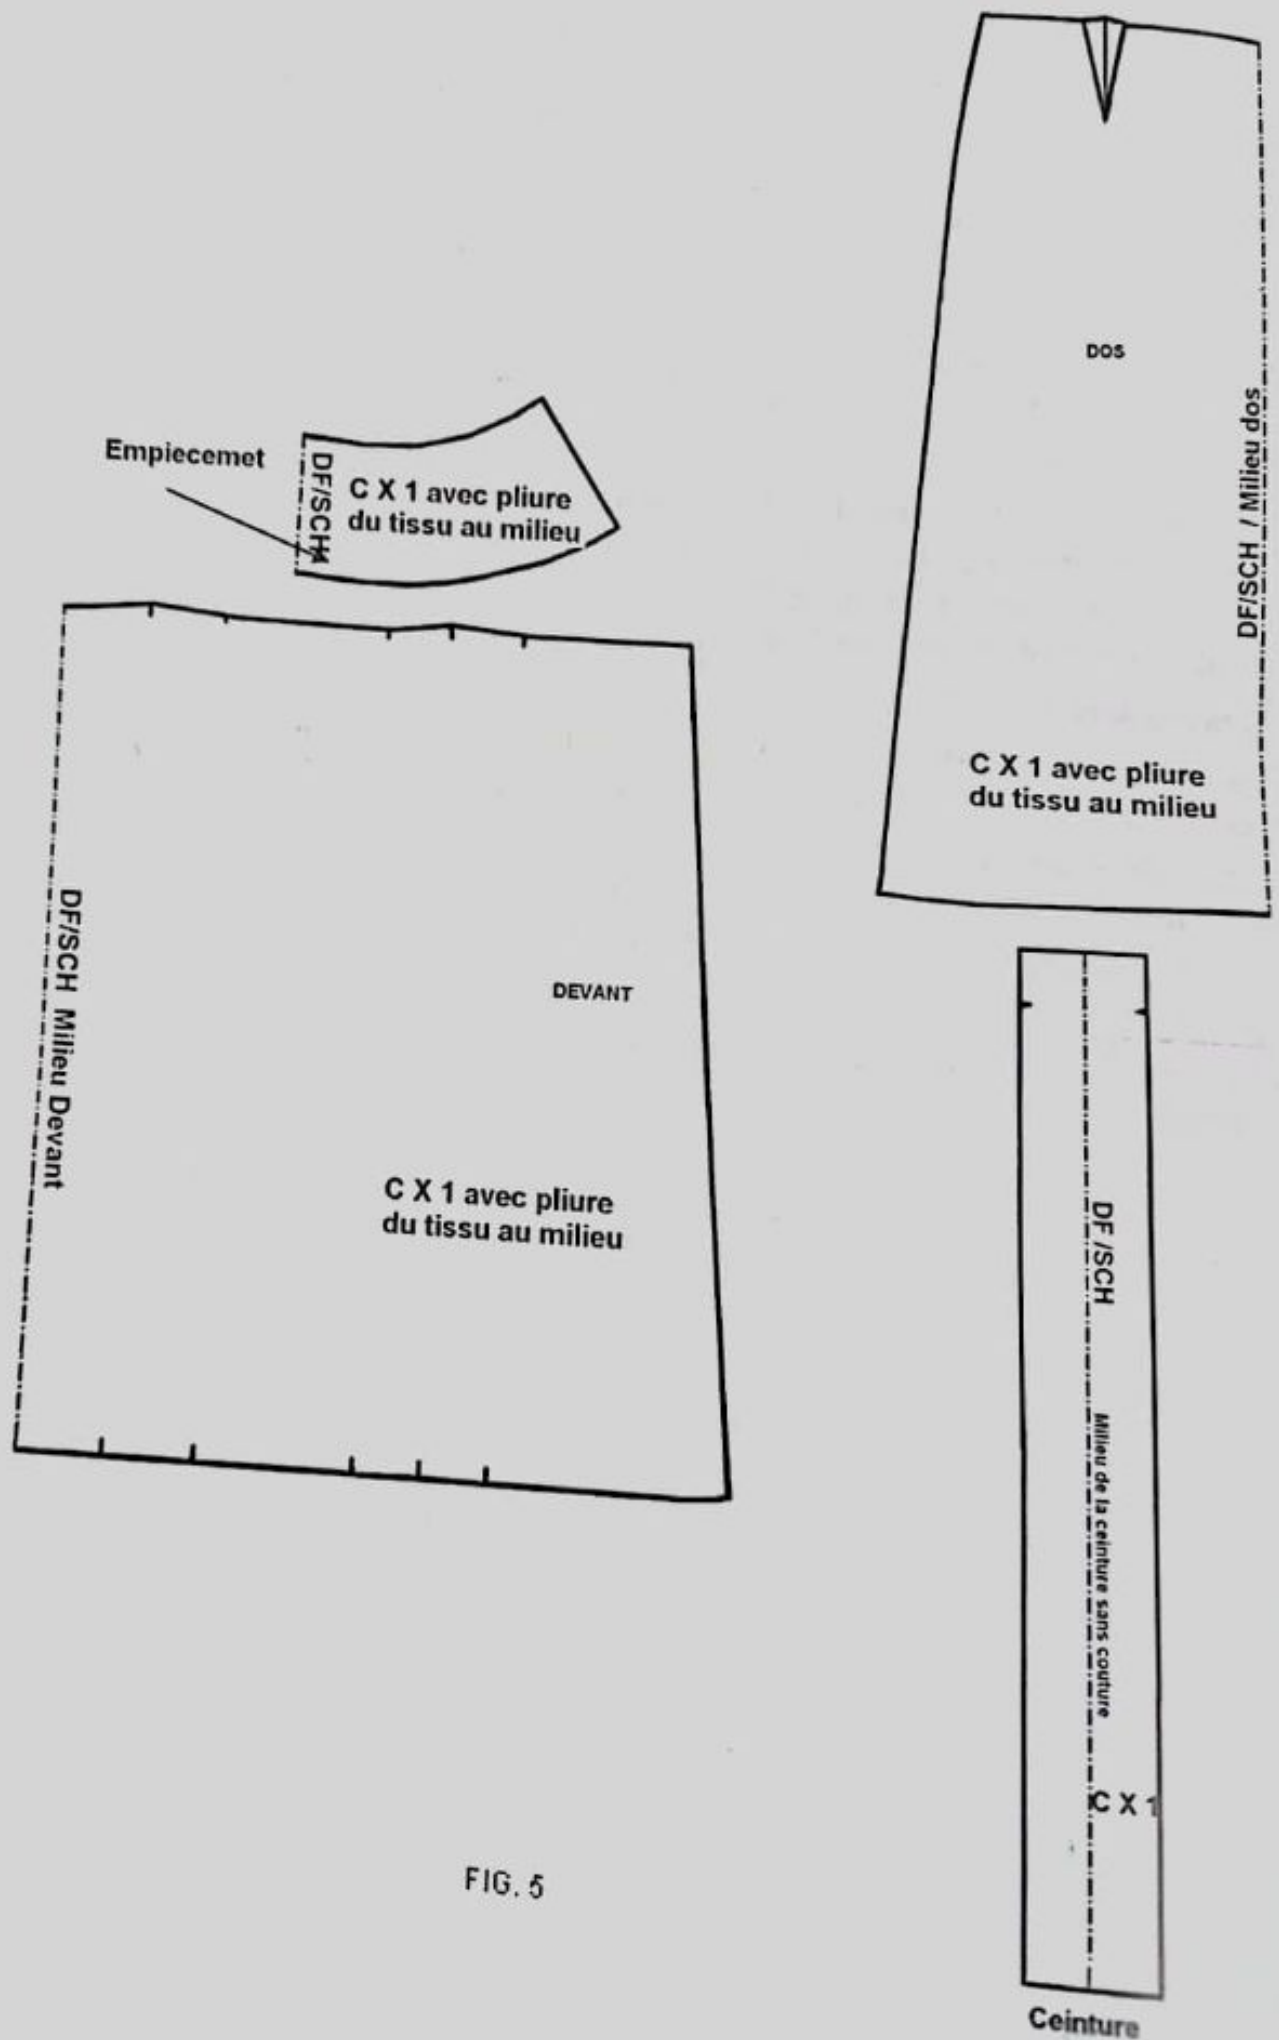 DOS
DF/SCH / Milieu dos
C X 1 avec pliure
du tissu au milieu
Empiecemet
DF/SCH
C X 1 avec pliure
du tissu au milieu
DF/SCH Milieu Devant
DEVANT
C X 1 avec pliure
du tissu au milieu
DF /SCH
Milieu de la ceinture sans couture
C X 1
Ceinture
FIG. 5